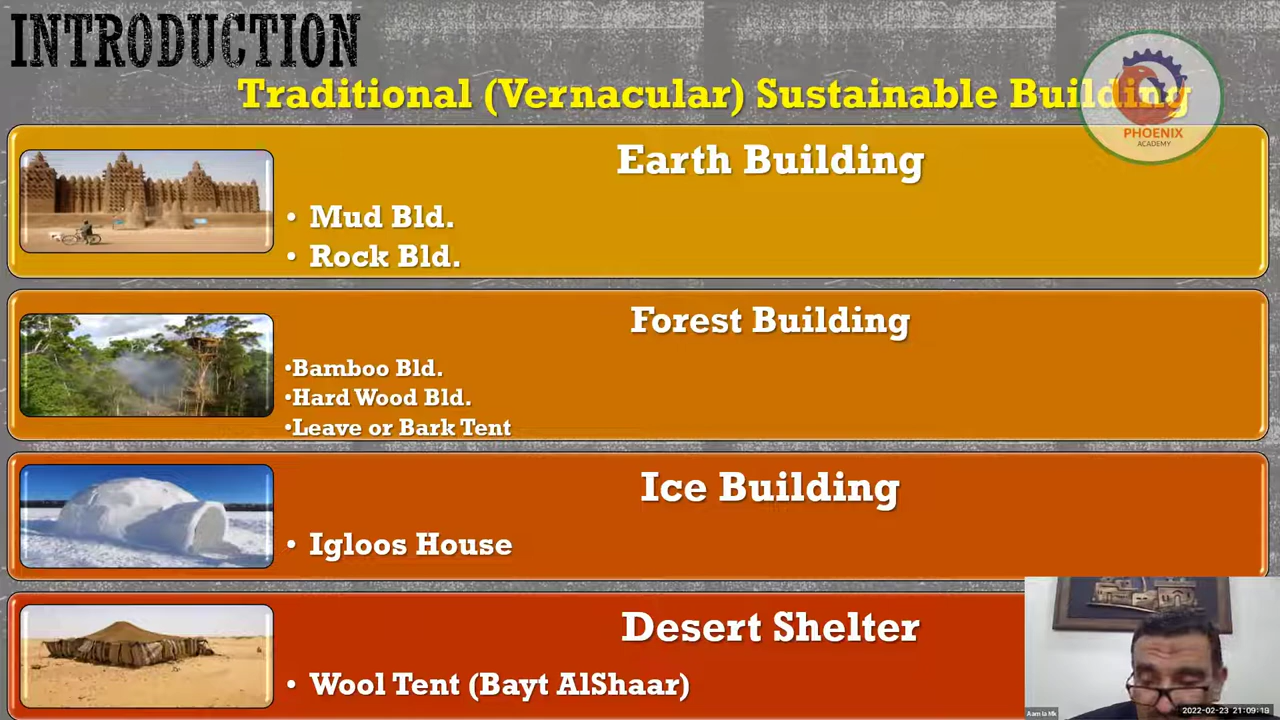 INTRODUCTION
Traditional (Vernacular) Sustainable Building
PHOENIX
ACADEMY
Earth Building
• Mud Bld.
• Rock Bld.
Forest Building
•Bamboo Bld.
•Hard Wood Bld.
•Leave or Bark Tent
Ice Building
• Igloos House
Desert Shelter
• Wool Tent (Bayt AlShaar)
2022-02-23 21:09:19